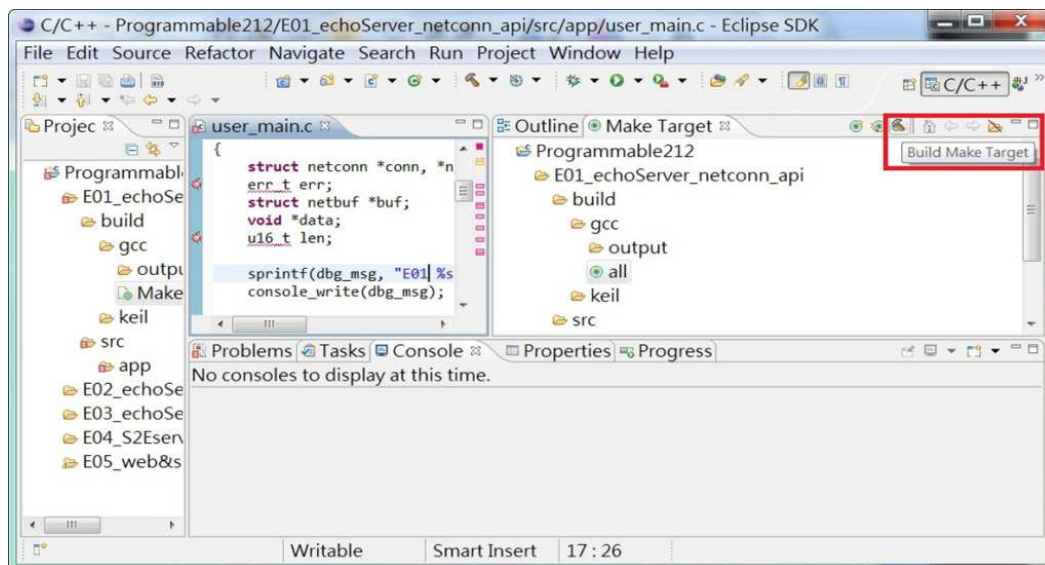 C/C++ - Programmable212/E01_echoServer_netconn_api/src/app/user_main.c - Eclipse SDK
File Edit Source Refactor Navigate Search Run Project Window Help
C/C++
Projec
user_main.c
Outline
Make Target
Build Make Target
Programmabl
E01_echoSe
build
gcc
outpu
Make
keil
src
app
E02_echoSe
E03_echoSe
E04_S2Eserv
E05_web&s
{
struct netconn *conn, *n
err_t err;
struct netbuf *buf;
void *data;
u16_t len;
sprintf(dbg_msg, "E01 %s
console_write(dbg_msg);
Programmable212
E01_echoServer_netconn_api
build
gcc
output
all
keil
src
Problems
Tasks
Console
Properties
Progress
No consoles to display at this time.
Writable
Smart Insert
17 : 26